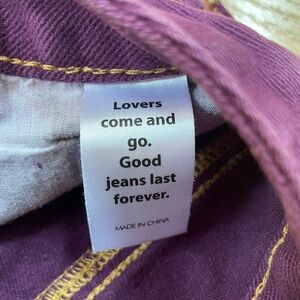 Lovers
come and
go.
Good
jeans last
forever.
MADE IN CHINA